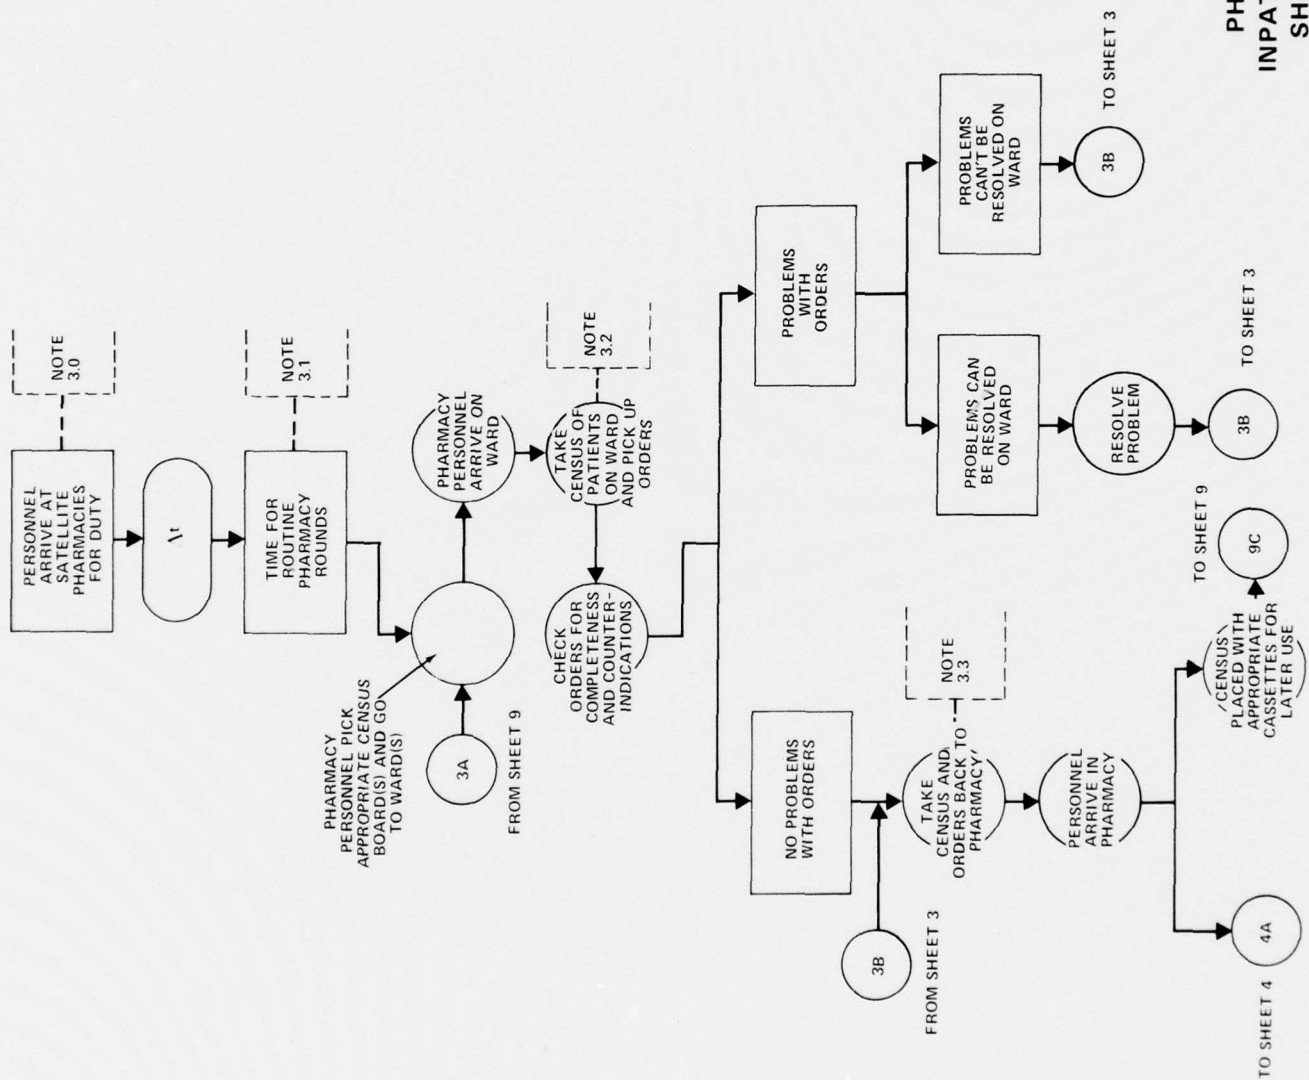 PERSONNEL
ARRIVE AT
SATELLITE
PHARMACIES
FOR DUTY
NOTE
3.0
Δt
TIME FOR
ROUTINE
PHARMACY
ROUNDS
NOTE
3.1
PHARMACY
PERSONNEL PICK
APPROPRIATE CENSUS
BOARD(S) AND GO
TO WARD(S)
3A
FROM SHEET 9
PHARMACY
PERSONNEL
ARRIVE ON
WARD
TAKE
CENSUS OF
PATIENTS
ON WARD
AND PICK UP
ORDERS
NOTE
3.2
CHECK
ORDERS FOR
COMPLETENESS
AND COUNTER-
INDICATIONS
NO PROBLEMS
WITH ORDERS
PROBLEMS
WITH
ORDERS
3B
FROM SHEET 3
TAKE
CENSUS AND
ORDERS BACK TO
PHARMACY
NOTE
3.3
PERSONNEL
ARRIVE IN
PHARMACY
4A
TO SHEET 4
CENSUS
PLACED WITH
APPROPRIATE
CASSETTES FOR
LATER USE
9C
TO SHEET 9
PROBLEMS CAN
BE RESOLVED
ON WARD
RESOLVE
PROBLEM
3B
TO SHEET 3
PROBLEMS
CAN'T BE
RESOLVED ON
WARD
3B
TO SHEET 3
PH
INPAT
SH